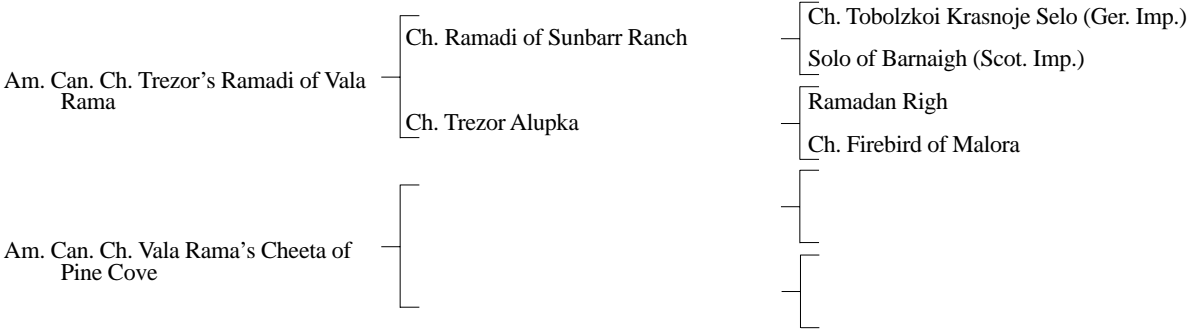 Ch. Tobolzkoi Krasnoje Selo (Ger. Imp.)
Ch. Ramadi of Sunbarr Ranch
Solo of Barnaigh (Scot. Imp.)
Am. Can. Ch. Trezor’s Ramadi of Vala
Rama
Ramadan Righ
Ch. Trezor Alupka
Ch. Firebird of Malora
Am. Can. Ch. Vala Rama’s Cheeta of
Pine Cove